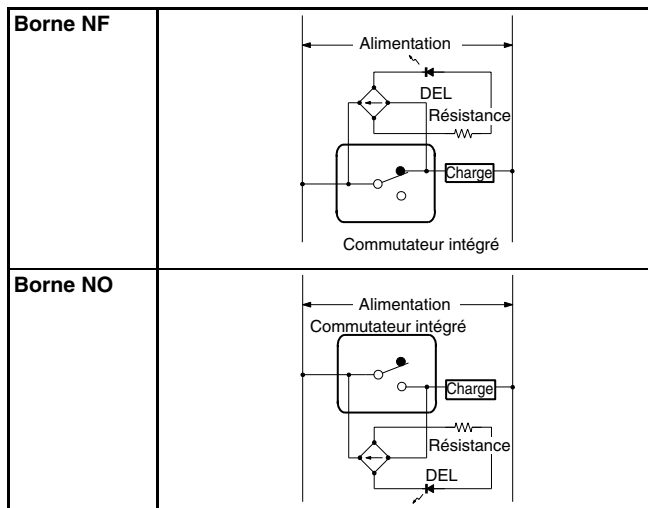 Borne NF
Alimentation
DEL
Résistance
Charge
Commutateur intégré
Borne NO
Alimentation
Commutateur intégré
Charge
Résistance
DEL